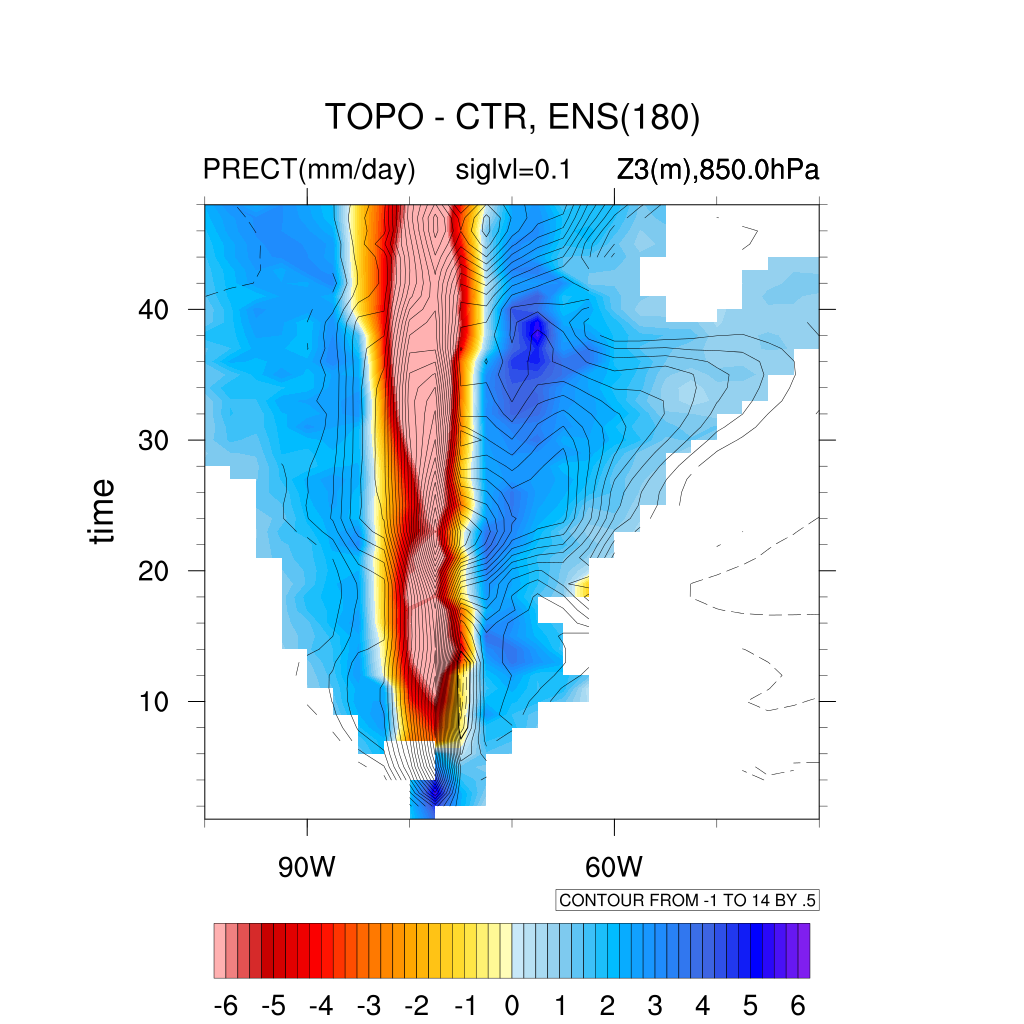 TOPO - CTR, ENS(180)
PRECT(mm/day) siglvl=0.1 Z3(m),850.0hPa
40
30
20
10
time
90W 60W
CONTOUR FROM -1 TO 14 BY .5
-6 -5 -4 -3 -2 -1 0 1 2 3 4 5 6